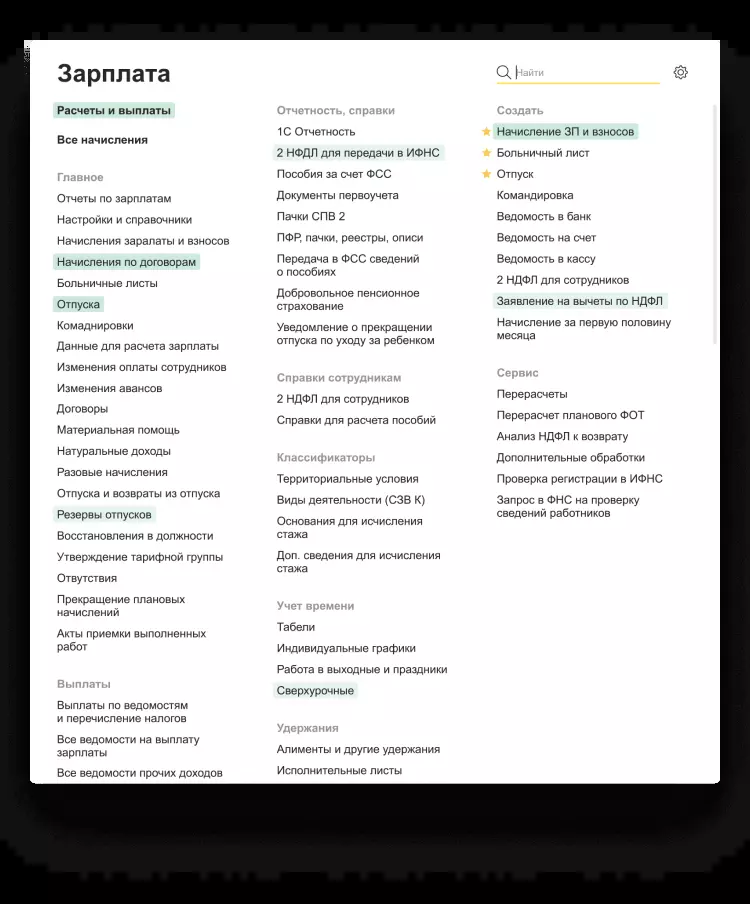 Зарплата
Найти
Расчеты и выплаты
Все начисления
Главное
Отчеты по зарплатам
Настройки и справочники
Начисления заралаты и взносов
Начисления по договорам
Больничные листы
Отпуска
Комаднировки
Данные для расчета зарплаты
Изменения оплаты сотрудников
Изменения авансов
Договоры
Материальная помощь
Натуральные доходы
Разовые начисления
Отпуска и возвраты из отпуска
Резервы отпусков
Восстановления в должности
Утверждение тарифной группы
Отвутствия
Прекращение плановых
начислений
Акты приемки выполненных
работ
Выплаты
Выплаты по ведомостям
и перечисление налогов
Все ведомости на выплату
зарплаты
Все ведомости прочих доходов
Отчетность, справки
1С Отчетность
2 НФДЛ для передачи в ИФНС
Пособия за счет ФСС
Документы первоучета
Пачки СПВ 2
ПФР, пачки, реестры, описи
Передача в ФСС сведений
о пособиях
Добровольное пенсионное
страхование
Уведомление о прекращении
отпуска по уходу за ребенком
Справки сотрудникам
2 НДФЛ для сотрудников
Справки для расчета пособий
Классификаторы
Территориальные условия
Виды деятельности (СЗВ К)
Основания для исчисления
стажа
Доп. сведения для исчисления
стажа
Учет времени
Табели
Индивидуальные графики
Работа в выходные и праздники
Сверхурочные
Удержания
Алименты и другие удержания
Исполнительные листы
Создать
Начисление ЗП и взносов
Больничный лист
Отпуск
Командировка
Ведомость в банк
Ведомость на счет
Ведомость в кассу
2 НДФЛ для сотрудников
Заявление на вычеты по НДФЛ
Начисление за первую половину
месяца
Сервис
Перерасчеты
Перерасчет планового ФОТ
Анализ НДФЛ к возврату
Дополнительные обработки
Проверка регистрации в ИФНС
Запрос в ФНС на проверку
сведений работников